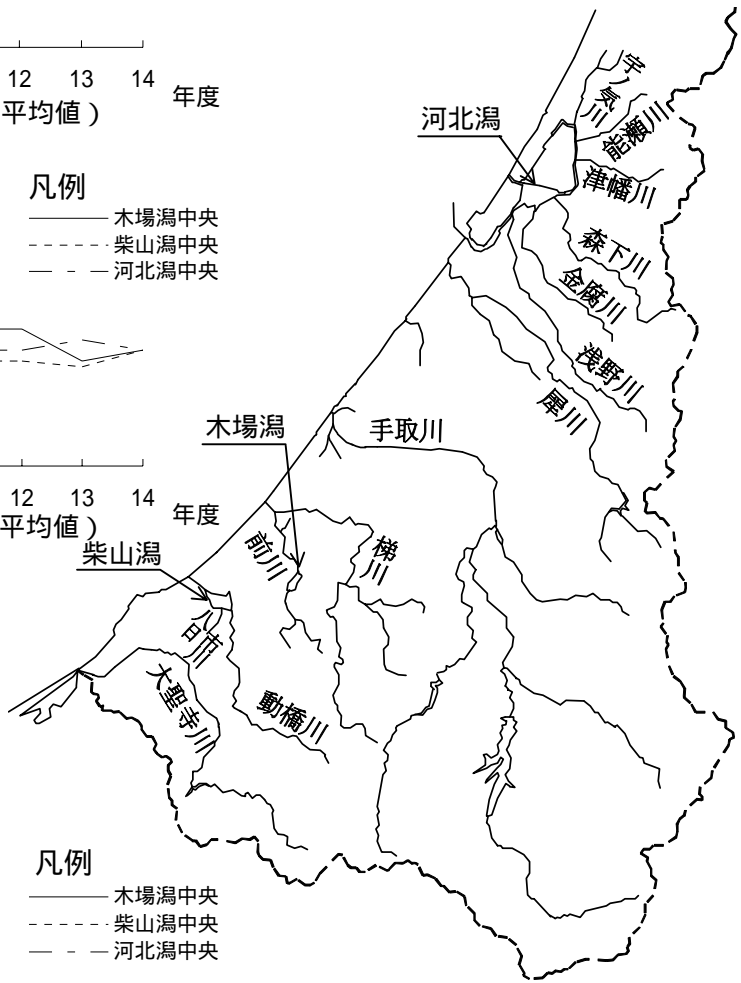 12 13 14 年度
平均値）
凡例
木場潟中央
柴山潟中央
河北潟中央
12 13 14 年度
平均値）
凡例
木場潟中央
柴山潟中央
河北潟中央
河北潟
宇ノ気川
能瀬川
津幡川
森下川
金腐川
浅野川
犀川
手取川
木場潟
前川
梯川
柴山潟
八日市川
動橋川
大聖寺川